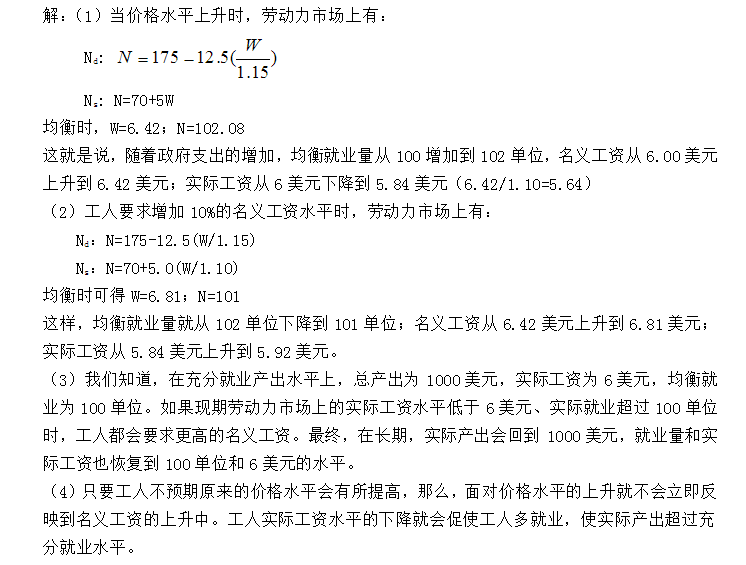 解：（1）当价格水平上升时，劳动力市场上有：
Nd: N＝175－12.5(W/1.15)
Ns: N=70+5W
均衡时，W=6.42；N=102.08
这就是说，随着政府支出的增加，均衡就业量从 100 增加到 102 单位，名义工资从 6.00 美元
上升到 6.42 美元；实际工资从 6 美元下降到 5.84 美元（6.42/1.10=5.64）
（2）工人要求增加 10%的名义工资水平时，劳动力市场上有：
Nd：N=175-12.5(W/1.15)
Ns：N=70+5.0(W/1.10)
均衡时可得 W=6.81；N=101
这样，均衡就业量就从 102 单位下降到 101 单位；名义工资从 6.42 美元上升到 6.81 美元；
实际工资从 5.84 美元上升到 5.92 美元。
（3）我们知道，在充分就业产出水平上，总产出为 1000 美元，实际工资为 6 美元，均衡就
业为 100 单位。如果现期劳动力市场上的实际工资水平低于 6 美元、实际就业超过 100 单位
时，工人都会要求更高的名义工资。最终，在长期，实际产出会回到 1000 美元，就业量和实
际工资也恢复到 100 单位和 6 美元的水平。
（4）只要工人不预期原来的价格水平会有所提高，那么，面对价格水平的上升就不会立即反
映到名义工资的上升中。工人实际工资水平的下降就会促使工人多就业，使实际产出超过充
分就业水平。